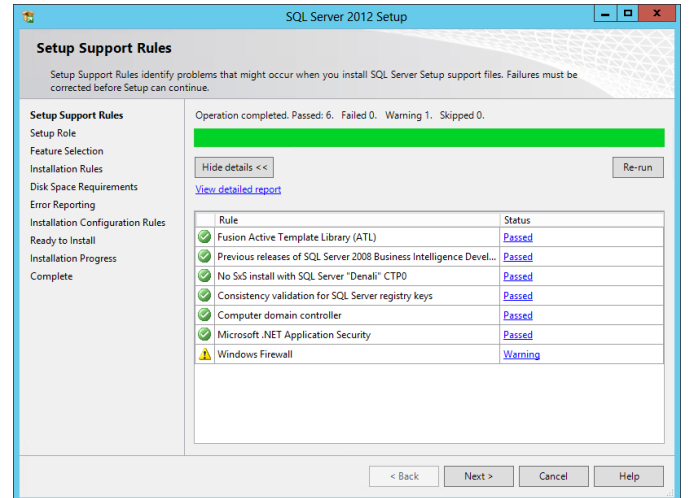 SQL Server 2012 Setup
Setup Support Rules
Setup Support Rules identify problems that might occur when you install SQL Server Setup support files. Failures must be
corrected before Setup can continue.
Setup Support Rules
Setup Role
Feature Selection
Installation Rules
Disk Space Requirements
Error Reporting
Installation Configuration Rules
Ready to Install
Installation Progress
Complete
Operation completed. Passed: 6. Failed 0. Warning 1. Skipped 0.
Hide details <<
Re-run
View detailed report
Rule Status
Fusion Active Template Library (ATL) Passed
Previous releases of SQL Server 2008 Business Intelligence Devel... Passed
No SxS install with SQL Server "Denali" CTP0 Passed
Consistency validation for SQL Server registry keys Passed
Computer domain controller Passed
Microsoft .NET Application Security Passed
Windows Firewall Warning
< Back Next > Cancel Help